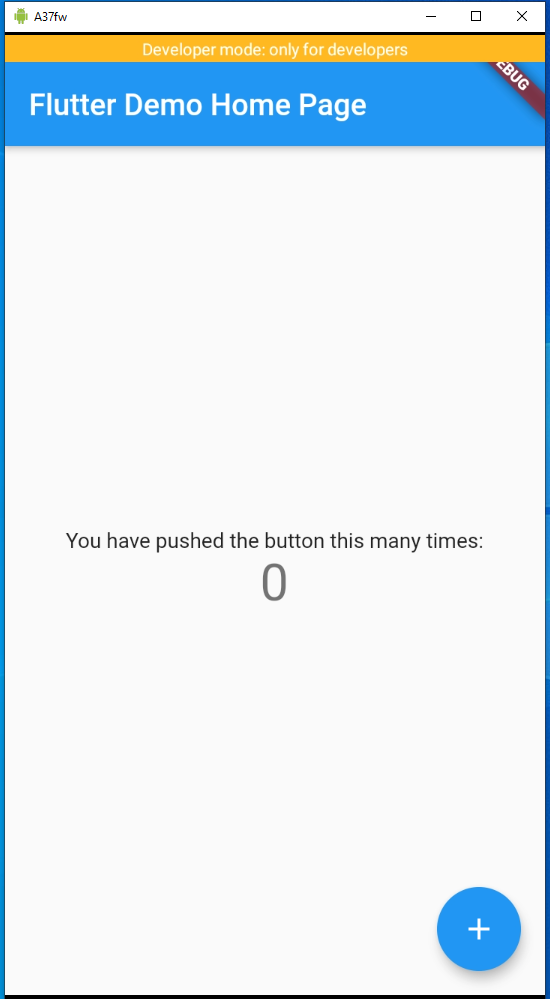 A37fw
Developer mode: only for developers
EBUG
Flutter Demo Home Page
You have pushed the button this many times:
0